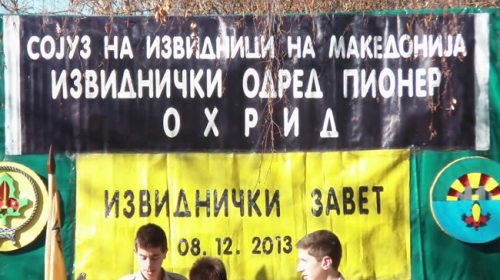 СОЈУЗ НА ИЗВИДНИЦИ НА МАКЕДОНИЈА
ИЗВИДНИЧКИ ОДРЕД ПИОНЕР
ОХРИД
ИЗВИДНИЧКИ ЗАВЕТ
08.12.2013